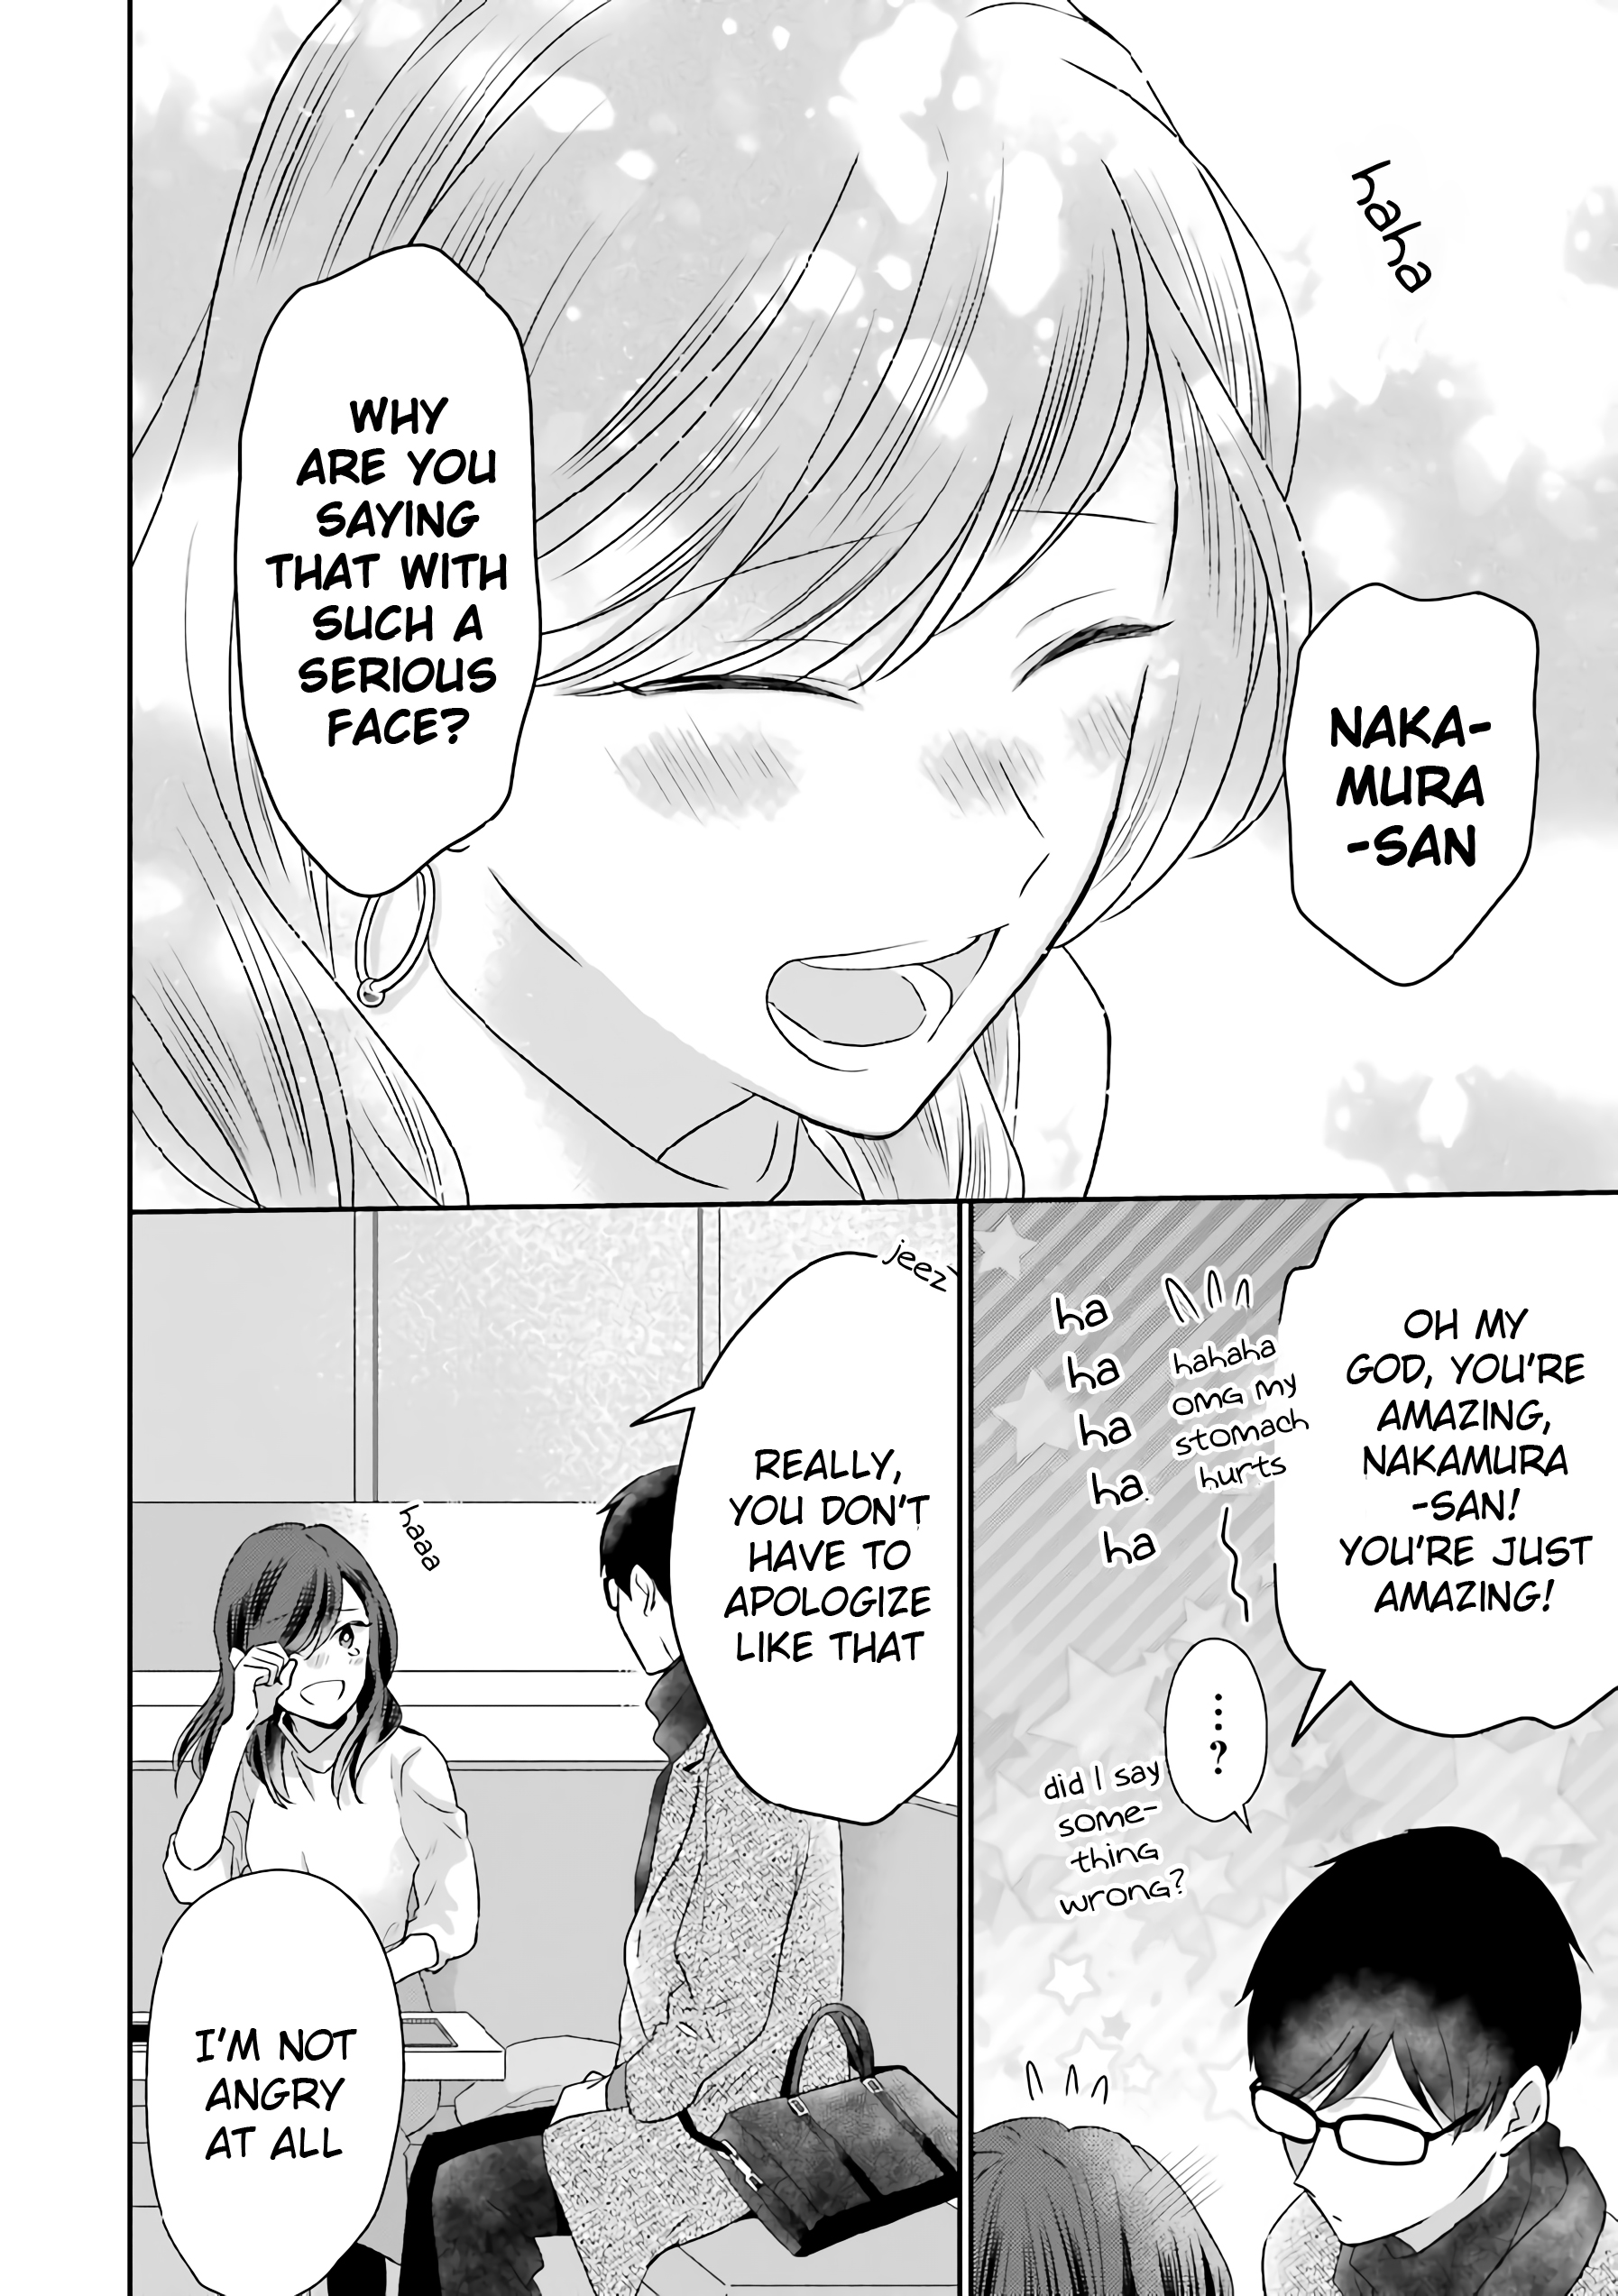 haha
NAKA-
MURA
-SAN
WHY
ARE YOU
SAYING
THAT WITH
SUCH A
SERIOUS
FACE?
OH MY
GOD, YOU'RE
AMAZING,
NAKAMURA
-SAN!
YOU'RE JUST
AMAZING!
hahaha
omg my
stomach
hurts
ha
ha
ha
ha
ha
...?
did I say
some-
thing
wrong?
jeez
REALLY,
YOU DON'T
HAVE TO
APOLOGIZE
LIKE THAT
haaa
I'M NOT
ANGRY
AT ALL